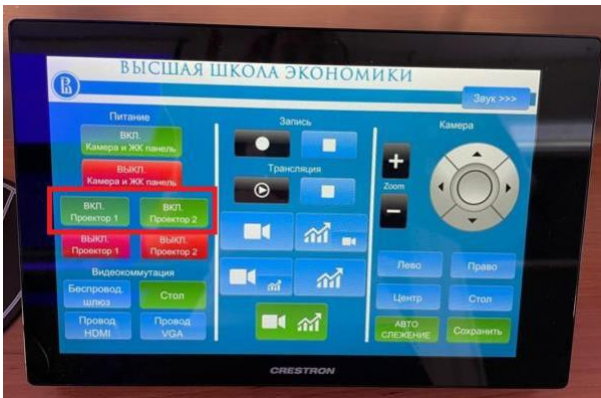 ВЫСШАЯ ШКОЛА ЭКОНОМИКИ
Звук >>>
Питание
ВКЛ.
Камера и ЖК панель
ВЫКЛ.
Камера и ЖК панель
ВКЛ.
Проектор 1
ВКЛ.
Проектор 2
ВЫКЛ.
Проектор 1
ВЫКЛ.
Проектор 2
Видеокоммутация
Беспровод.
шлюз
Стол
Провод
HDMI
Провод
VGA
Запись
Трансляция
Камера
Zoom
Лево
Право
Центр
Стол
АВТО
СЛЕЖЕНИЕ
Сохранить
CRESTRON